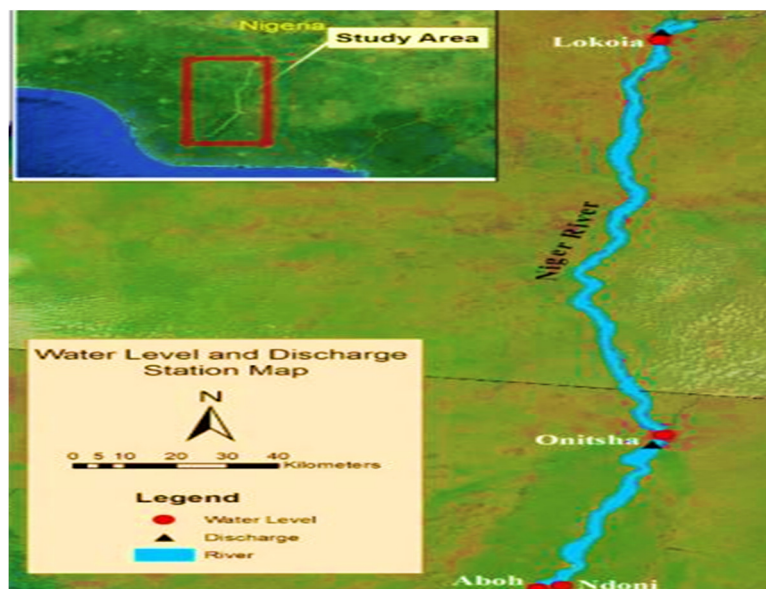 Nigeria
Study Area
Lokoia
Niger River
Water Level and Discharge
Station Map
N
0 5 10 20 30 40
Kilometers
Onitsha
Legend
Water Level
Discharge
River
Aboh
Ndoni